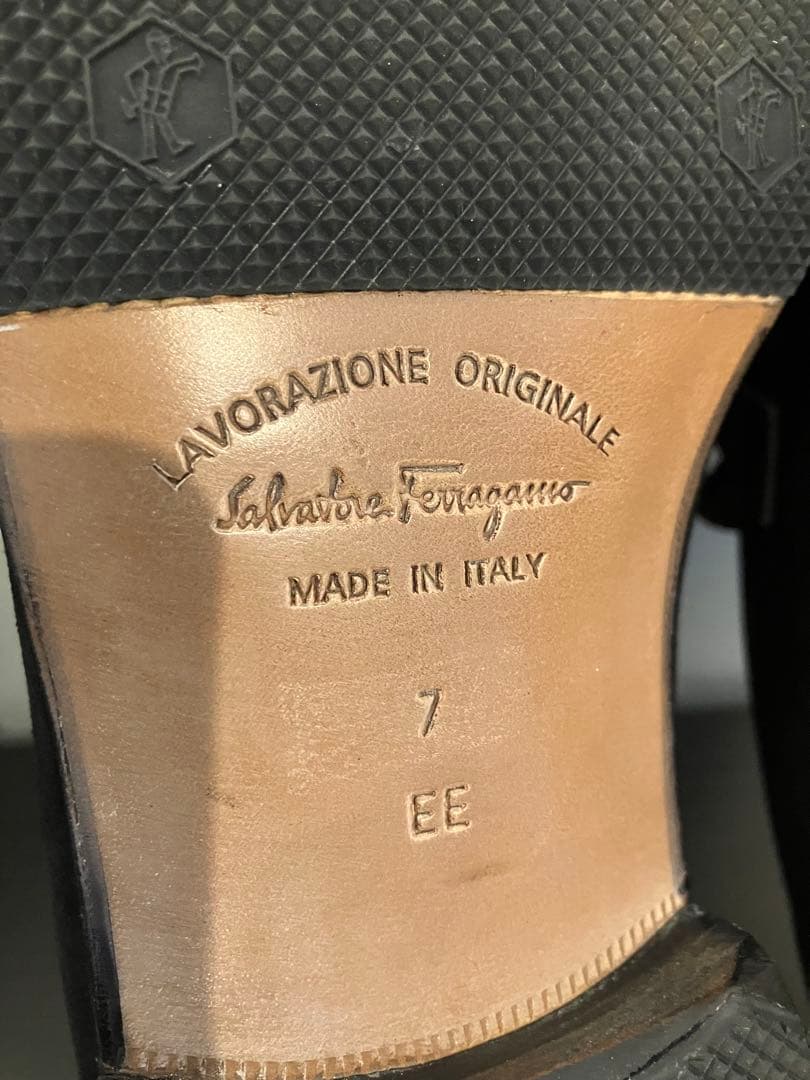 LAVORAZIONE ORIGINALE
Salvatore Ferragamo
MADE IN ITALY
7
EE